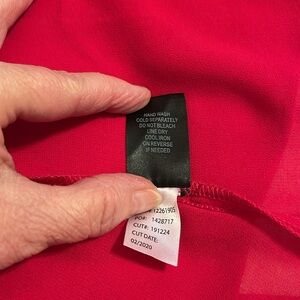 HAND WASH
COLD SEPARATELY
DO NOT BLEACH
LINE DRY
COOL IRON
ON REVERSE
IF NEEDED
12261905
PO#: 1428717
CUT#: 191224
CUT DATE:
02/2020